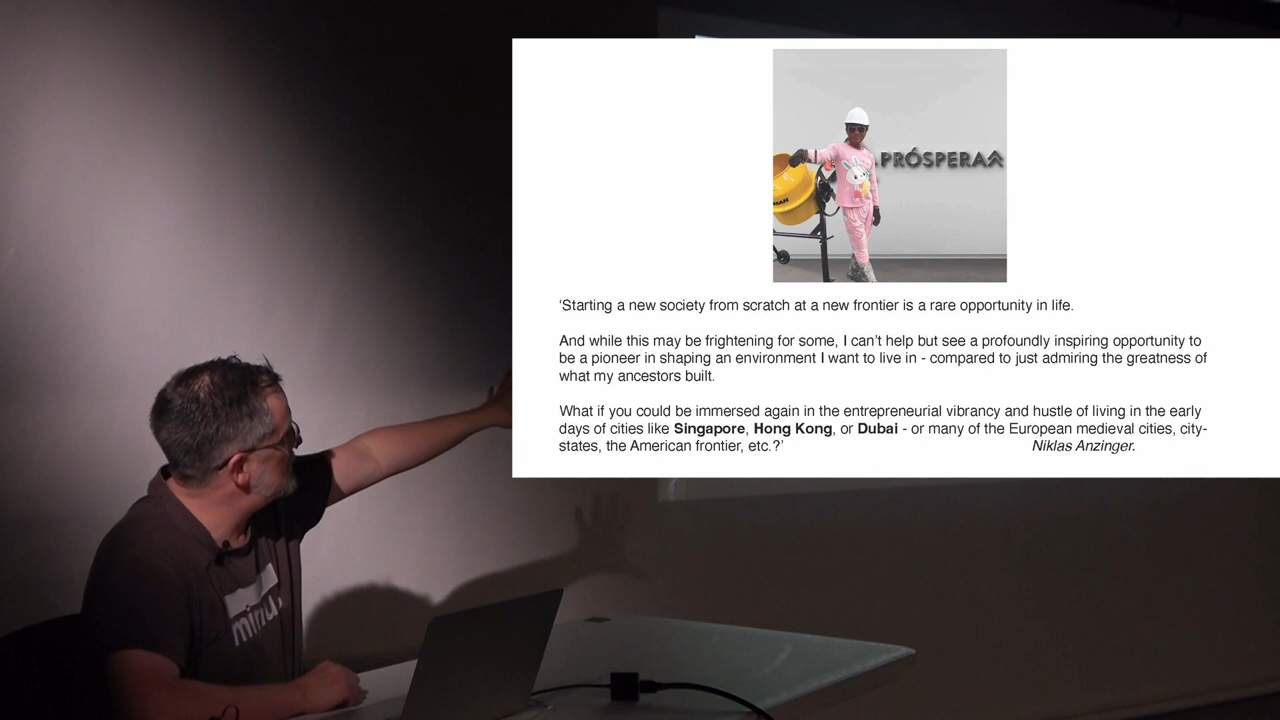 PRÓSPERA
MAN
'Starting a new society from scratch at a new frontier is a rare opportunity in life.
And while this may be frightening for some, I can't help but see a profoundly inspiring opportunity to
be a pioneer in shaping an environment I want to live in - compared to just admiring the greatness of
what my ancestors built.
What if you could be immersed again in the entrepreneurial vibrancy and hustle of living in the early
days of cities like Singapore, Hong Kong, or Dubai - or many of the European medieval cities, city-
states, the American frontier, etc.?' Niklas Anzinger.